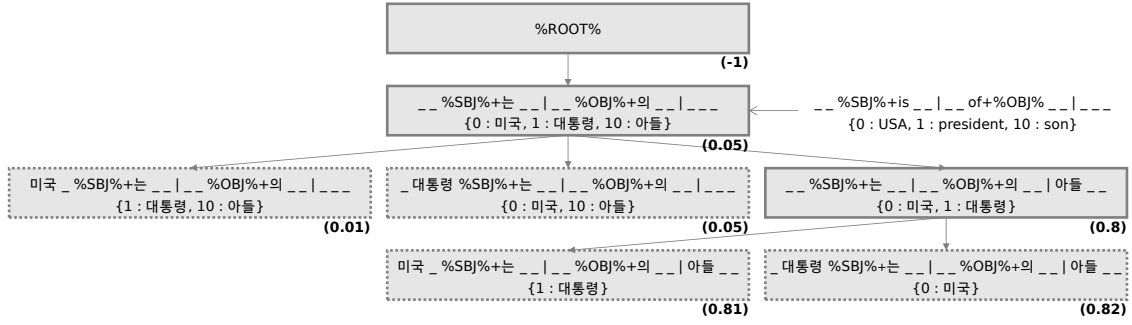 %ROOT%
(-1)
_ _ %SBJ%+는 _ _ | _ _ %OBJ%+의 _ _ | _ _ _
{0 : 미국, 1 : 대통령, 10 : 아들}
(0.05)
_ _ %SBJ%+is _ _ | _ _ of+%OBJ% _ _ | _ _ _
{0 : USA, 1 : president, 10 : son}
미국 _ %SBJ%+는 _ _ | _ _ %OBJ%+의 _ _ | _ _ _
{1 : 대통령, 10 : 아들}
(0.01)
_ 대통령 %SBJ%+는 _ _ | _ _ %OBJ%+의 _ _ | _ _ _
{0 : 미국, 10 : 아들}
(0.05)
_ _ %SBJ%+는 _ _ | _ _ %OBJ%+의 _ _ | 아들 _ _
{0 : 미국, 1 : 대통령}
(0.8)
미국 _ %SBJ%+는 _ _ | _ _ %OBJ%+의 _ _ | 아들 _ _
{1 : 대통령}
(0.81)
_ 대통령 %SBJ%+는 _ _ | _ _ %OBJ%+의 _ _ | 아들 _ _
{0 : 미국}
(0.82)